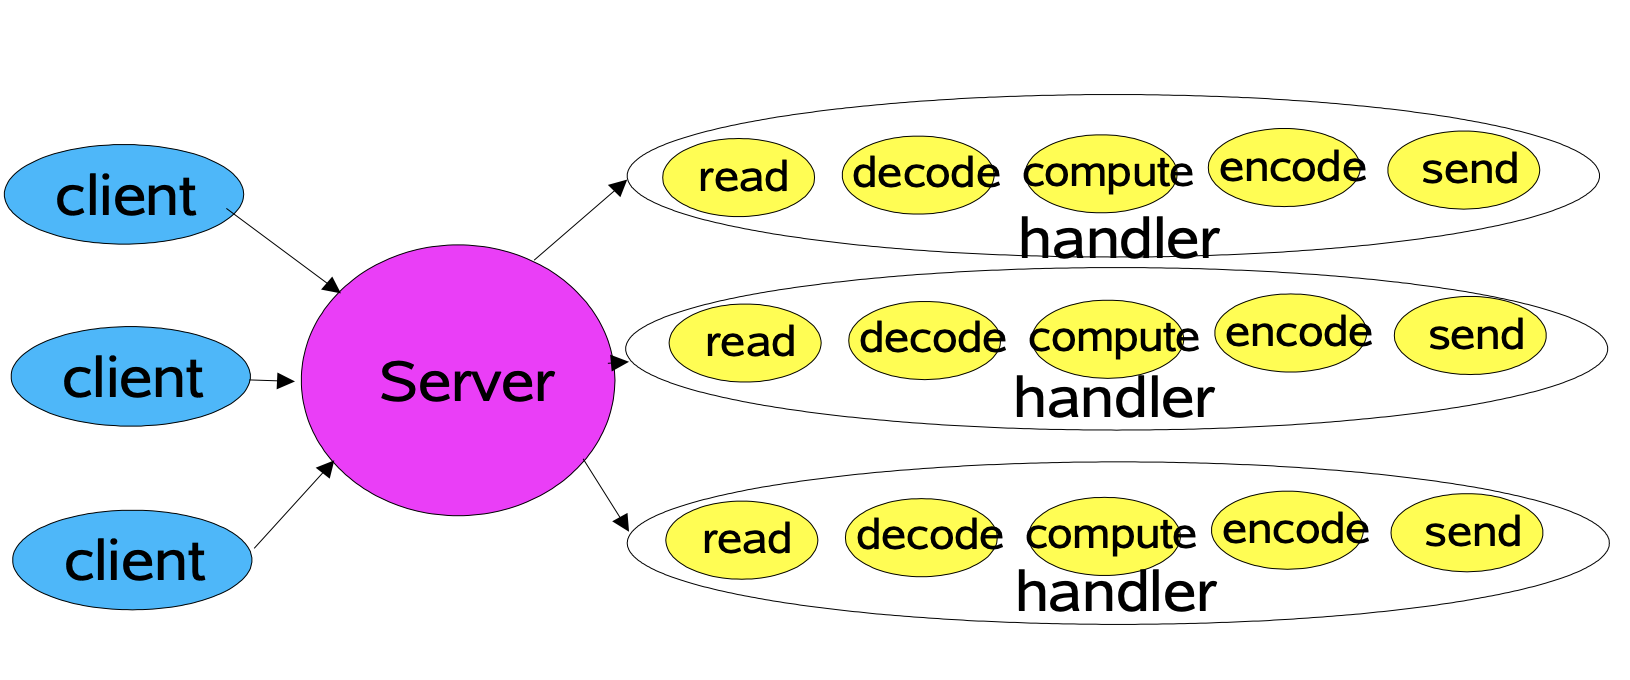 client
client
client
Server
read decode compute encode send
handler
read decode compute encode send
handler
read decode compute encode send
handler